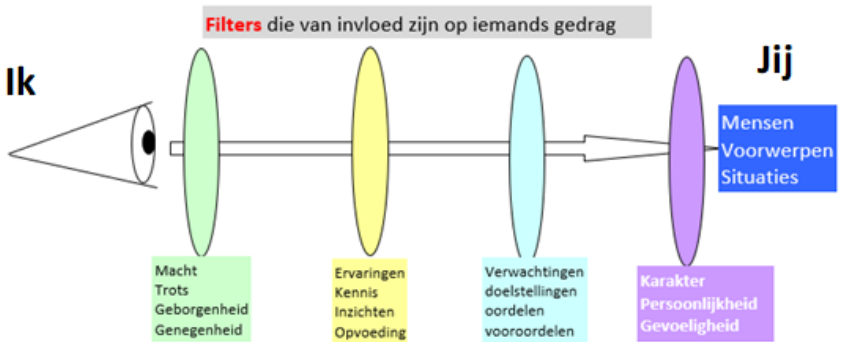 Filters die van invloed zijn op iemands gedrag
Ik
Jij
Mensen
Voorwerpen
Situaties
Macht
Trots
Geborgenheid
Genegenheid
Ervaringen
Kennis
Inzichten
Opvoeding
Verwachtingen
doelstellingen
oordelen
vooroordelen
Karakter
Persoonlijkheid
Gevoeligheid